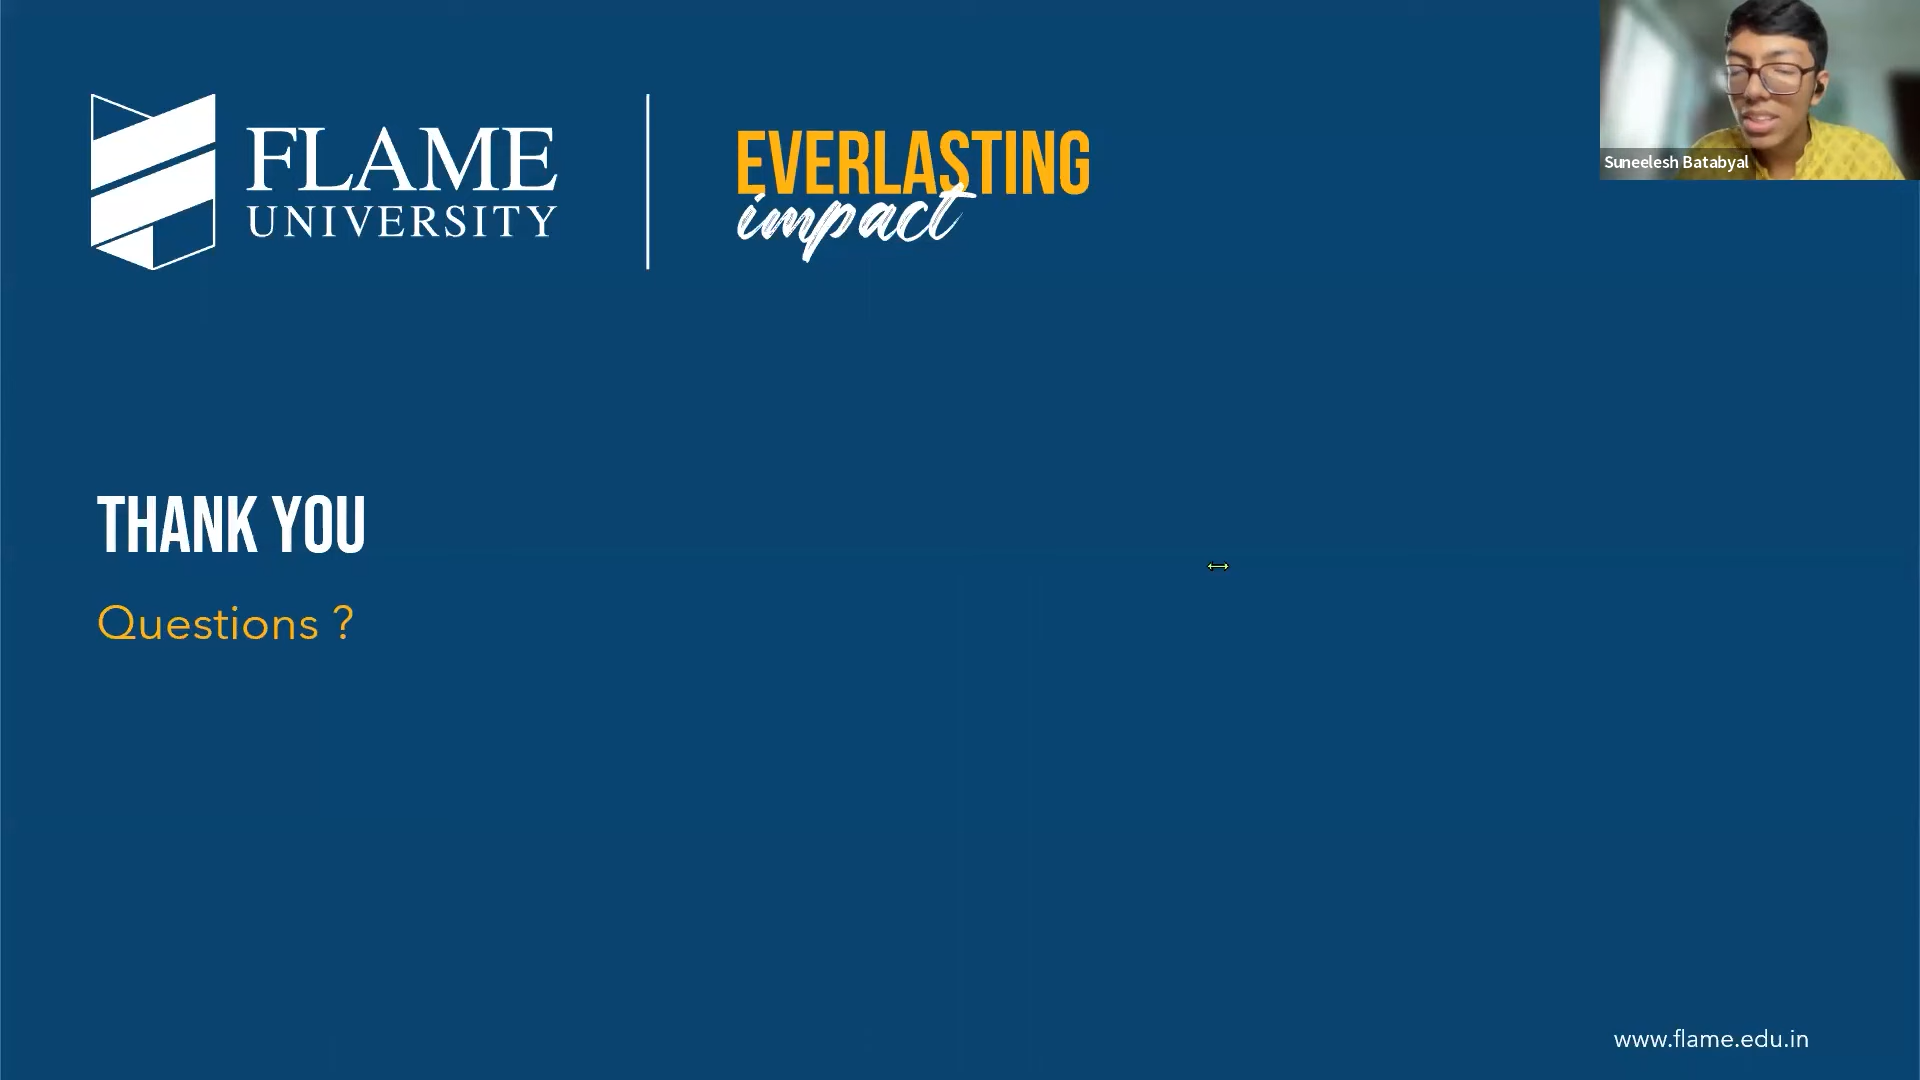 FLAME
UNIVERSITY
EVERLASTING
impact
Suneelesh Batabyal
THANK YOU
Questions ?
www.flame.edu.in